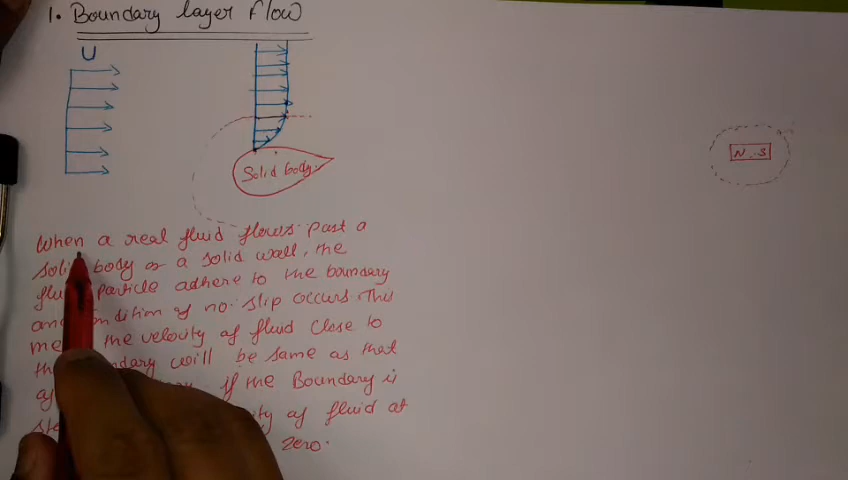 1. Boundary layer Flow
U
Solid body.
N S
When a real fluid flows past a
body or a solid wall, the
particle adhere to the boundary
of no slip occurs. This
the velocity of fluid close to
will be same as that
if the Boundary is
of fluid at
zero.